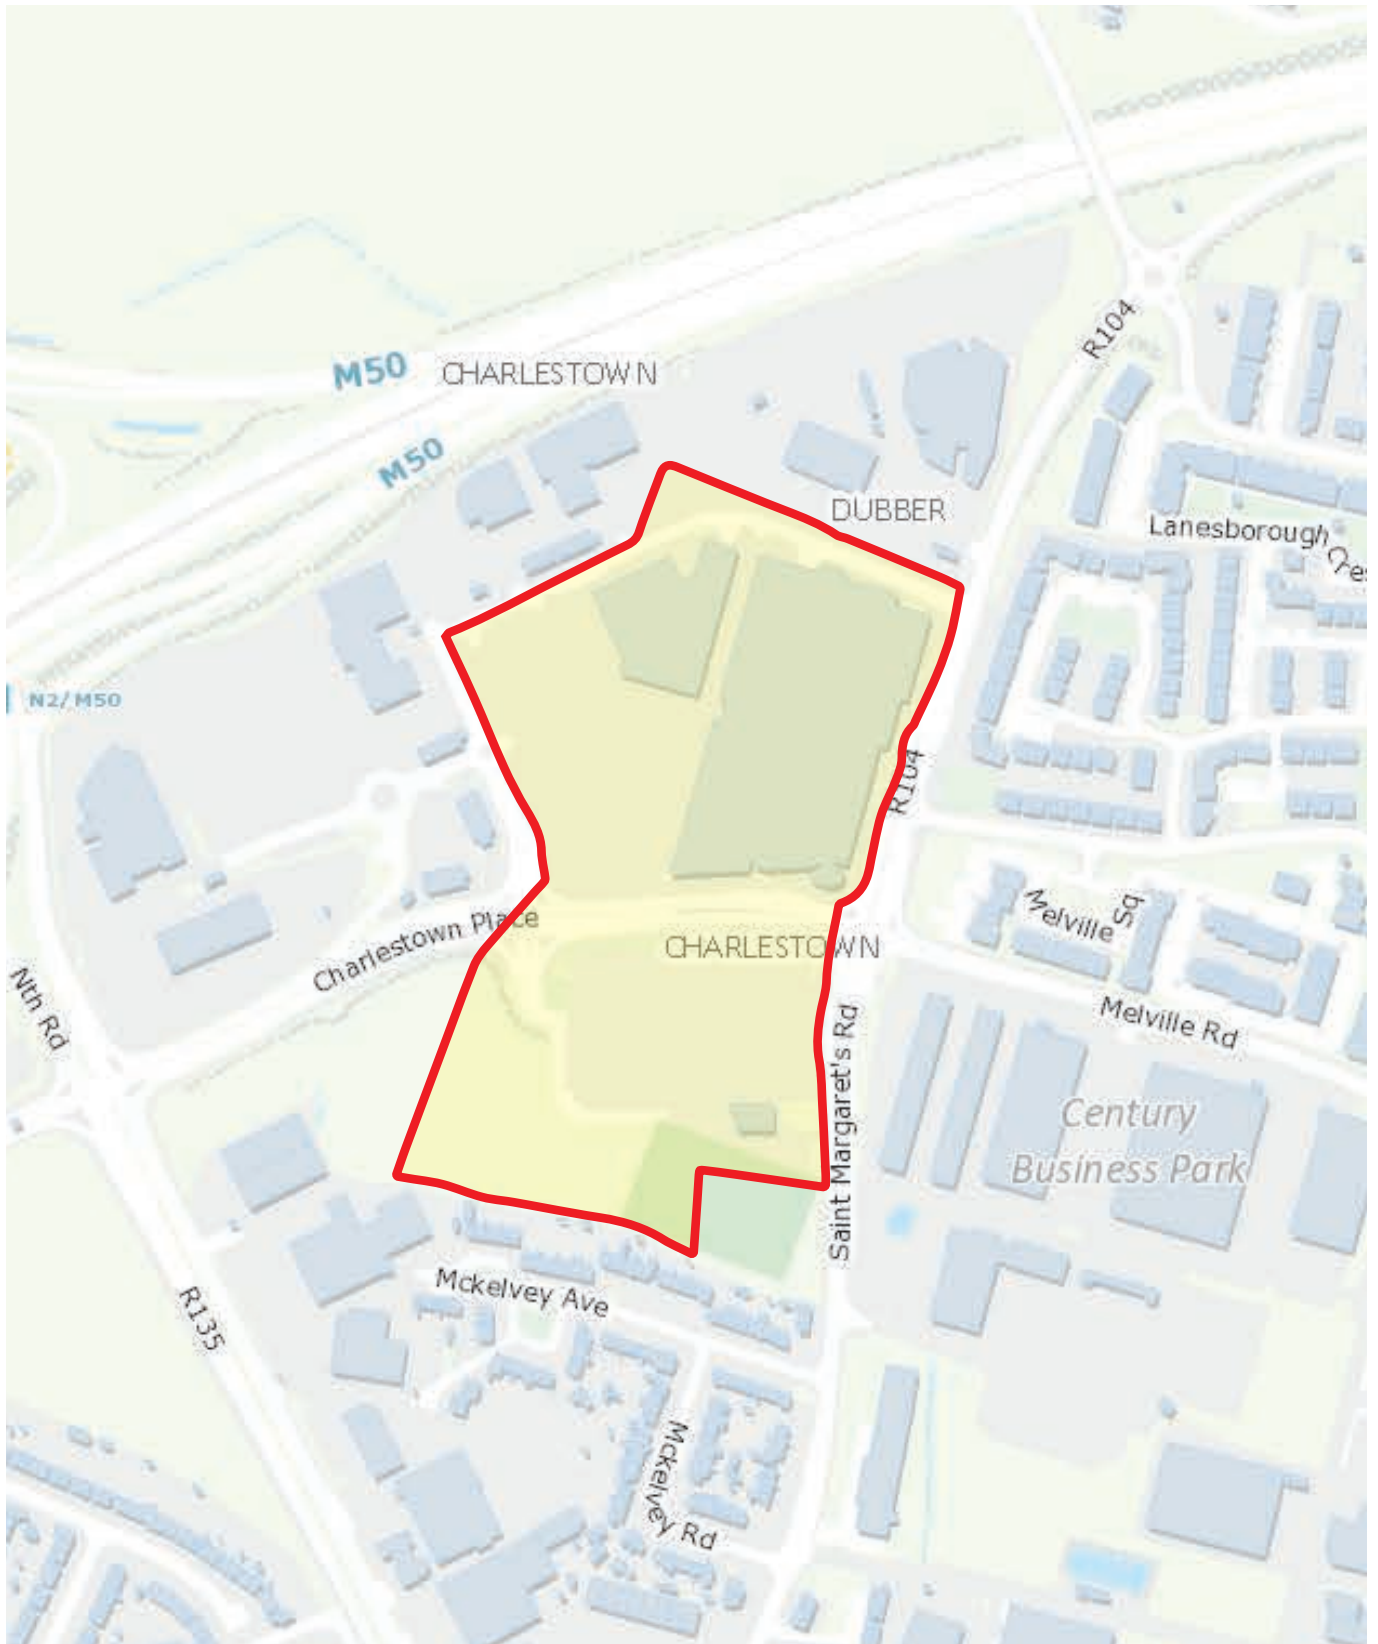 M50
CHARLESTOWN
R104
M50
DUBBER
Lanesborough
Cres
N2/M50
R104
Charlestown Place
Melville Sq
CHARLESTOWN
Nth Rd
Melville Rd
Saint Margaret's Rd
Century
Business Park
Mckelvey Ave
R135
Mckelvey Rd